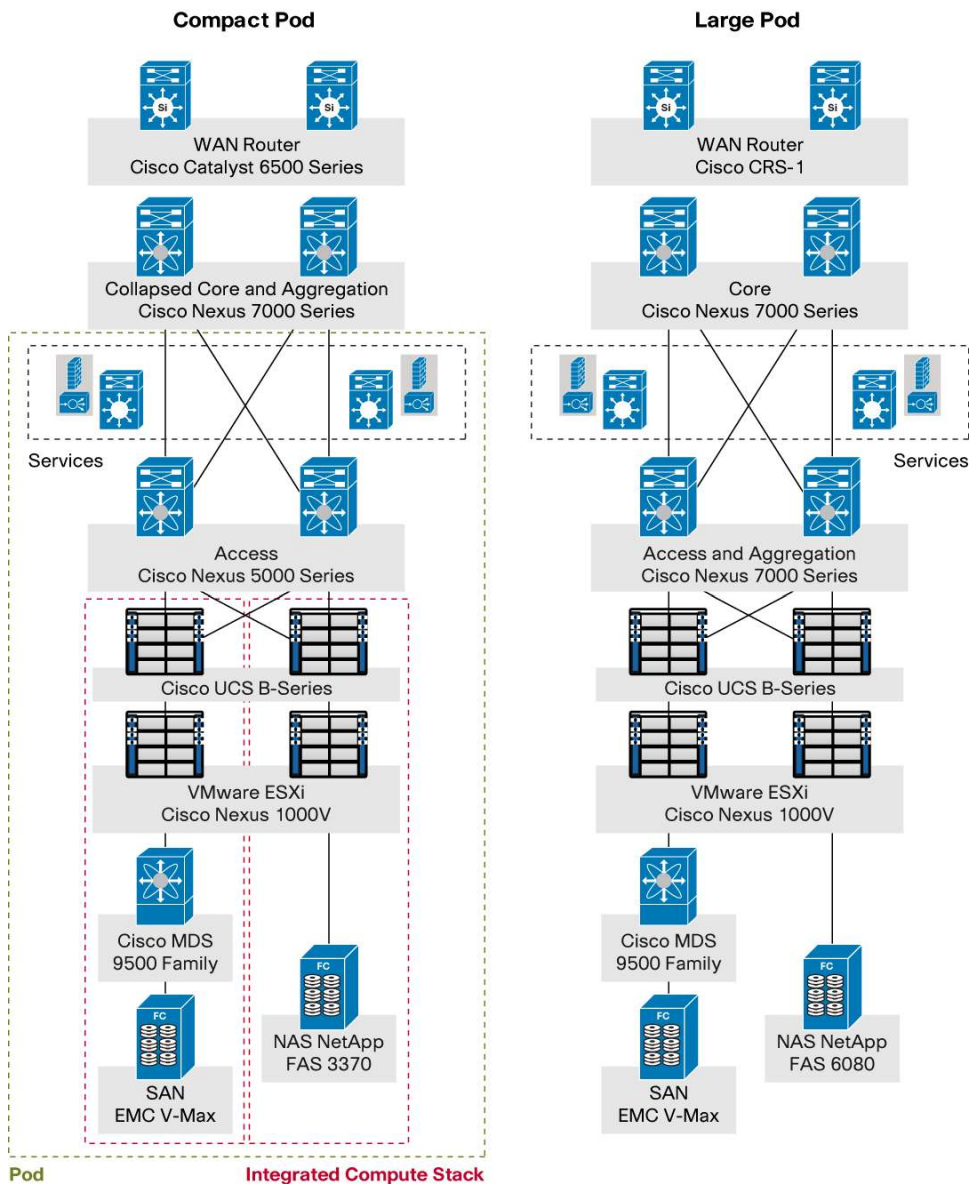 Compact Pod
Si
Si
WAN Router
Cisco Catalyst 6500 Series
Collapsed Core and Aggregation
Cisco Nexus 7000 Series
Services
Access
Cisco Nexus 5000 Series
Cisco UCS B-Series
VMware ESXi
Cisco Nexus 1000V
Cisco MDS
9500 Family
FC
NAS NetApp
FAS 3370
FC
SAN
EMC V-Max
Pod
Integrated Compute Stack
Large Pod
Si
Si
WAN Router
Cisco CRS-1
Core
Cisco Nexus 7000 Series
Services
Access and Aggregation
Cisco Nexus 7000 Series
Cisco UCS B-Series
VMware ESXi
Cisco Nexus 1000V
Cisco MDS
9500 Family
FC
NAS NetApp
FAS 6080
FC
SAN
EMC V-Max